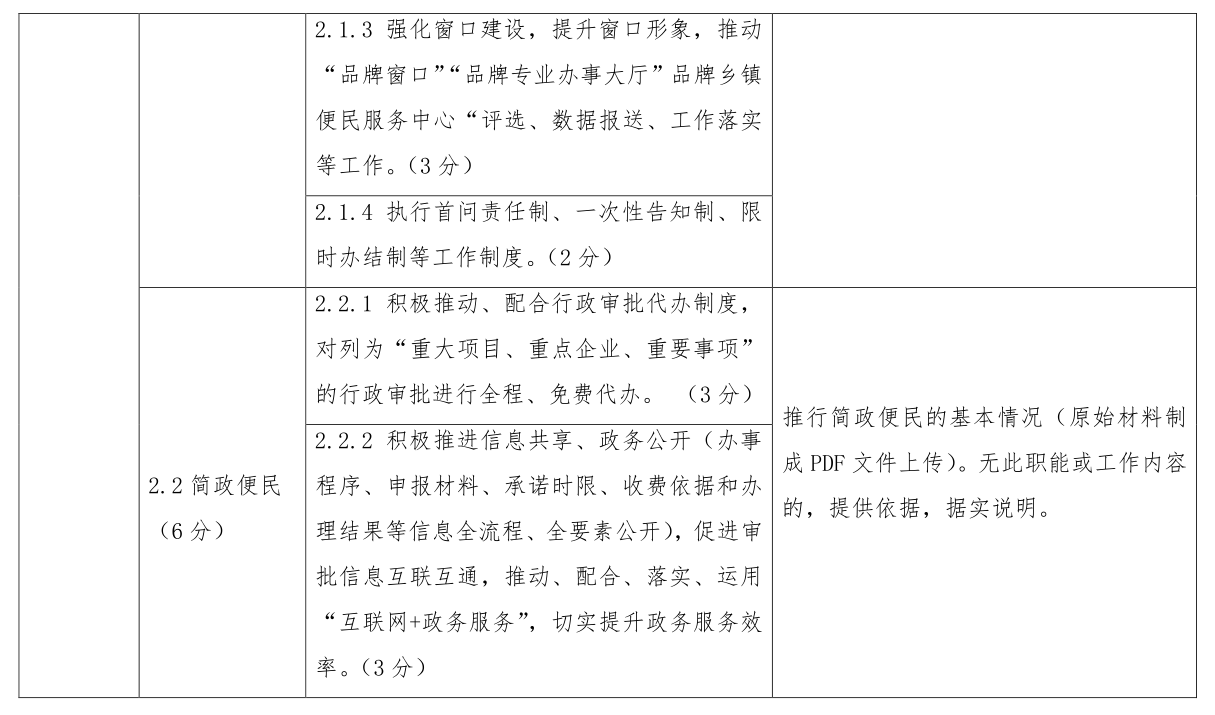 2.1.3 强化窗口建设，提升窗口形象，推动
“品牌窗口”“品牌专业办事大厅”品牌乡镇
便民服务中心“评选、数据报送、工作落实
等工作。（3 分）
2.1.4 执行首问责任制、一次性告知制、限
时办结制等工作制度。（2 分）
2.2 简政便民
（6 分）
2.2.1 积极推动、配合行政审批代办制度，
对列为“重大项目、重点企业、重要事项”
的行政审批进行全程、免费代办。 （3 分）
2.2.2 积极推进信息共享、政务公开（办事
程序、申报材料、承诺时限、收费依据和办
理结果等信息全流程、全要素公开），促进审
批信息互联互通，推动、配合、落实、运用
“互联网+政务服务”，切实提升政务服务效
率。（3 分）
推行简政便民的基本情况（原始材料制
成 PDF 文件上传）。无此职能或工作内容
的，提供依据，据实说明。